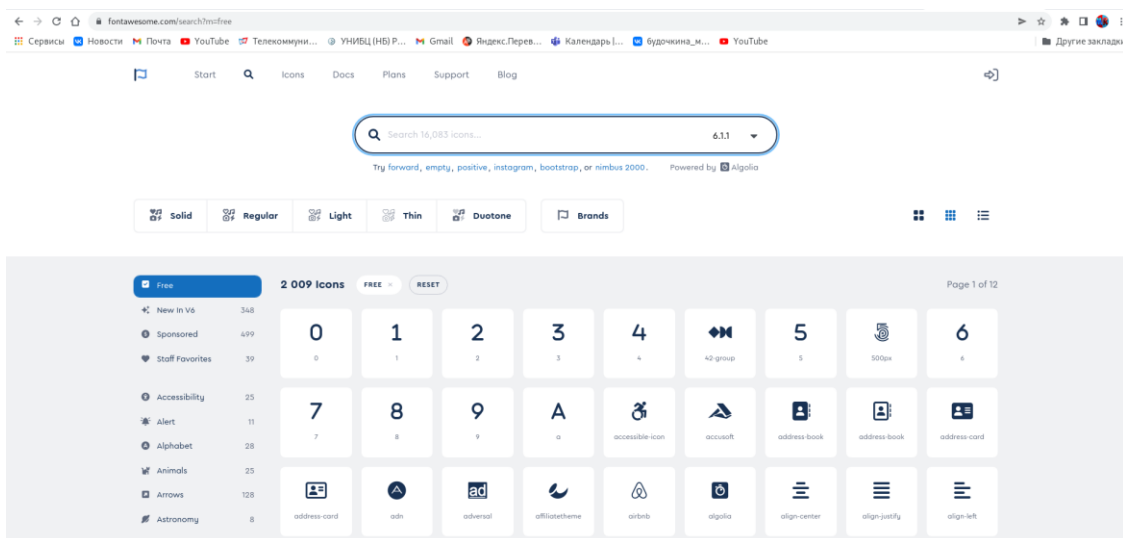 fontawesome.com/search?m=free
Сервисы Новости Почта YouTube Телекоммуни... УНИБЦ (НБ) Р... Gmail Яндекс.Перев... Календарь |... будочкина_м... YouTube Другие закладки
Start Icons Docs Plans Support Blog
Search 16,083 icons... 6.1.1
Try forward, empty, positive, instagram, bootstrap, or nimbus 2000. Powered by Algolia
Solid Regular Light Thin Duotone Brands
Free 2 009 Icons FREE × RESET Page 1 of 12
New in V6 348
Sponsored 499
Staff Favorites 39
Accessibility 25
Alert 11
Alphabet 28
Animals 25
Arrows 128
Astronomy 8
0 1 2 3 4 5 6
0 1 2 3 4 42-group 5 500px 6
7 8 9 A
7 8 9 a accessible-icon accusoft address-book address-book address-card
ad
address-card adn adversal affiliatetheme airbnb algolia align-center align-justify align-left